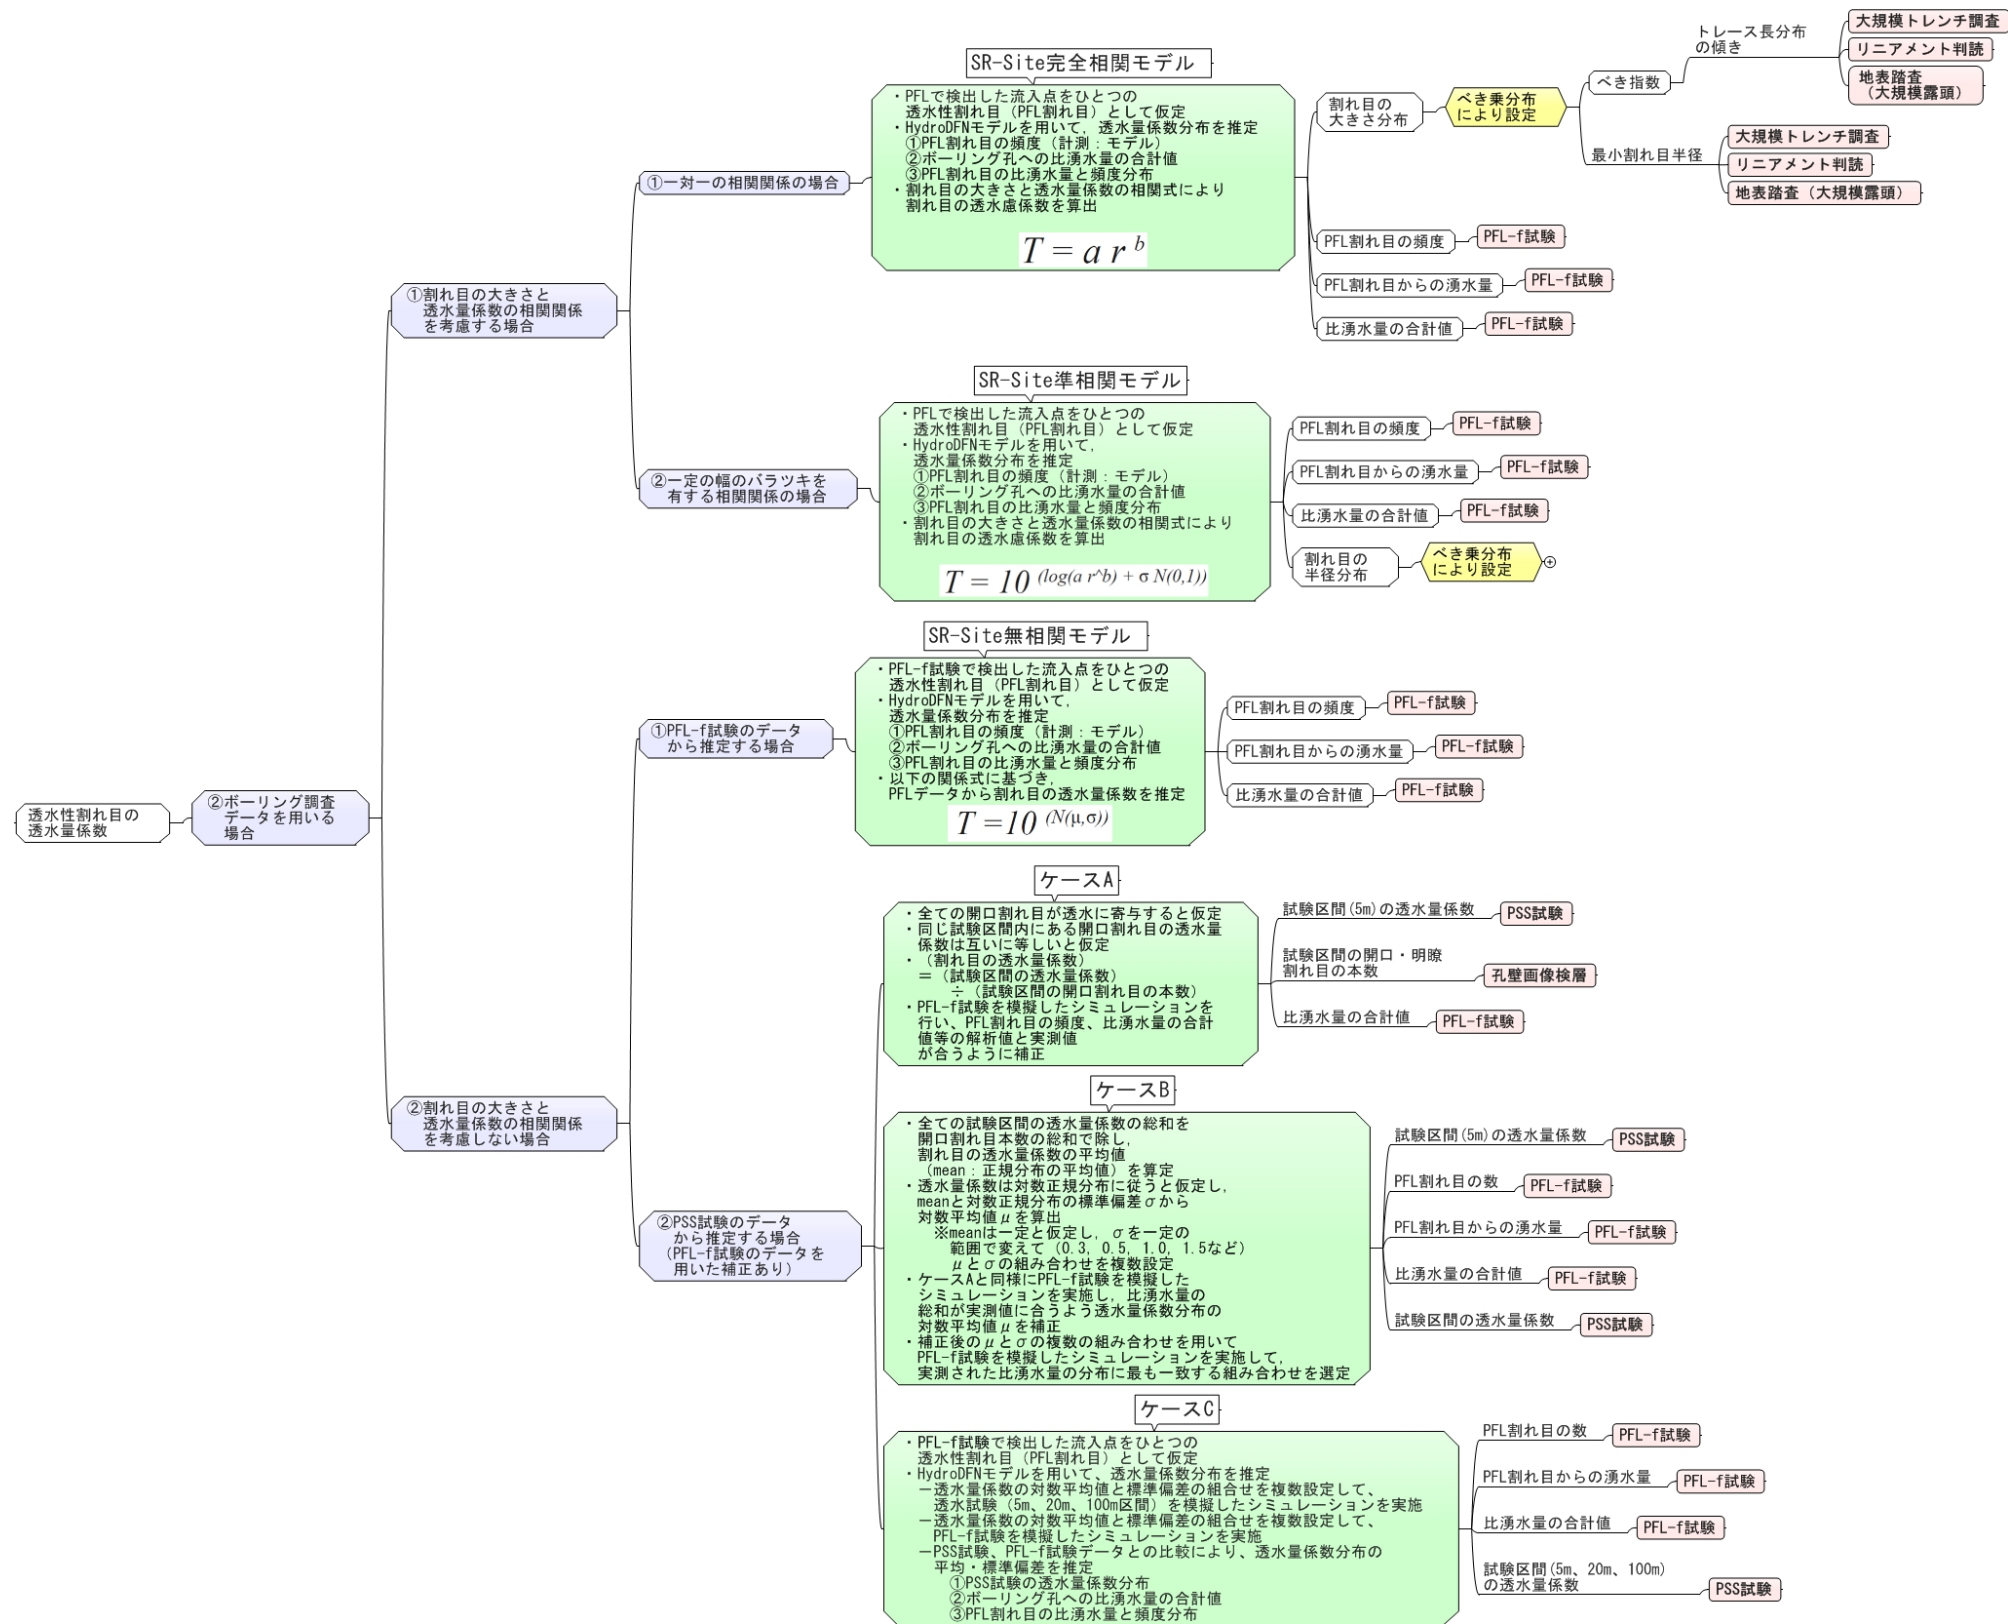 透水性割れ目の
透水量係数
②ボーリング調査
データを用いる
場合
①割れ目の大きさと
透水量係数の相関関係
を考慮する場合
①一対一の相関関係の場合
SR-Site完全相関モデル
・PFLで検出した流入点をひとつの
透水性割れ目（PFL割れ目）として仮定
・HydroDFNモデルを用いて，透水量係数分布を推定
①PFL割れ目の頻度（計測：モデル）
②ボーリング孔への比湧水量の合計値
③PFL割れ目の比湧水量と頻度分布
・割れ目の大きさと透水量係数の相関式により
割れ目の透水慮係数を算出
T = a r b
割れ目の
大きさ分布
べき乗分布
により設定
べき指数
トレース長分布
の傾き
大規模トレンチ調査
リニアメント判読
地表踏査
（大規模露頭）
最小割れ目半径
大規模トレンチ調査
リニアメント判読
地表踏査（大規模露頭）
PFL割れ目の頻度
PFL-f試験
PFL割れ目からの湧水量
PFL-f試験
比湧水量の合計値
PFL-f試験
②一定の幅のバラツキを
有する相関関係の場合
SR-Site準相関モデル
・PFLで検出した流入点をひとつの
透水性割れ目（PFL割れ目）として仮定
・HydroDFNモデルを用いて，
透水量係数分布を推定
①PFL割れ目の頻度（計測：モデル）
②ボーリング孔への比湧水量の合計値
③PFL割れ目の比湧水量と頻度分布
・割れ目の大きさと透水量係数の相関式により
割れ目の透水慮係数を算出
T = 10 (log(a r^b) + σ N(0,1))
PFL割れ目の頻度
PFL-f試験
PFL割れ目からの湧水量
PFL-f試験
比湧水量の合計値
PFL-f試験
割れ目の
半径分布
べき乗分布
により設定
②割れ目の大きさと
透水量係数の相関関係
を考慮しない場合
①PFL-f試験のデータ
から推定する場合
SR-Site無相関モデル
・PFL-f試験で検出した流入点をひとつの
透水性割れ目（PFL割れ目）として仮定
・HydroDFNモデルを用いて，
透水量係数分布を推定
①PFL割れ目の頻度（計測：モデル）
②ボーリング孔への比湧水量の合計値
③PFL割れ目の比湧水量と頻度分布
・以下の関係式に基づき，
PFLデータから割れ目の透水量係数を推定
T =10 (N(μ,σ))
PFL割れ目の頻度
PFL-f試験
PFL割れ目からの湧水量
PFL-f試験
比湧水量の合計値
PFL-f試験
②PSS試験のデータ
から推定する場合
（PFL-f試験のデータを
用いた補正あり）
ケースA
・全ての開口割れ目が透水に寄与すると仮定
・同じ試験区間内にある開口割れ目の透水量
係数は互いに等しいと仮定
・（割れ目の透水量係数）
＝（試験区間の透水量係数）
÷（試験区間の開口割れ目の本数）
・PFL-f試験を模擬したシミュレーションを
行い、PFL割れ目の頻度、比湧水量の合計
値等の解析値と実測値
が合うように補正
試験区間(5m)の透水量係数
PSS試験
試験区間の開口・明瞭
割れ目の本数
孔壁画像検層
比湧水量の合計値
PFL-f試験
ケースB
・全ての試験区間の透水量係数の総和を
開口割れ目本数の総和で除し，
割れ目の透水量係数の平均値
（mean：正規分布の平均値）を算定
・透水量係数は対数正規分布に従うと仮定し，
meanと対数正規分布の標準偏差σから
対数平均値μを算出
※meanは一定と仮定し，σを一定の
範囲で変えて（0.3, 0.5, 1.0, 1.5など）
μとσの組み合わせを複数設定
・ケースAと同様にPFL-f試験を模擬した
シミュレーションを実施し，比湧水量の
総和が実測値に合うよう透水量係数分布の
対数平均値μを補正
・補正後のμとσの複数の組み合わせを用いて
PFL-f試験を模擬したシミュレーションを実施して，
実測された比湧水量の分布に最も一致する組み合わせを選定
試験区間(5m)の透水量係数
PSS試験
PFL割れ目の数
PFL-f試験
PFL割れ目からの湧水量
PFL-f試験
比湧水量の合計値
PFL-f試験
試験区間の透水量係数
PSS試験
ケースC
・PFL-f試験で検出した流入点をひとつの
透水性割れ目（PFL割れ目）として仮定
・HydroDFNモデルを用いて、透水量係数分布を推定
－透水量係数の対数平均値と標準偏差の組合せを複数設定して、
透水試験（5m、20m、100m区間）を模擬したシミュレーションを実施
－透水量係数の対数平均値と標準偏差の組合せを複数設定して、
PFL-f試験を模擬したシミュレーションを実施
－PSS試験、PFL-f試験データとの比較により、透水量係数分布の
平均・標準偏差を推定
①PSS試験の透水量係数分布
②ボーリング孔への比湧水量の合計値
③PFL割れ目の比湧水量と頻度分布
PFL割れ目の数
PFL-f試験
PFL割れ目からの湧水量
PFL-f試験
比湧水量の合計値
PFL-f試験
試験区間(5m、20m、100m)
の透水量係数
PSS試験